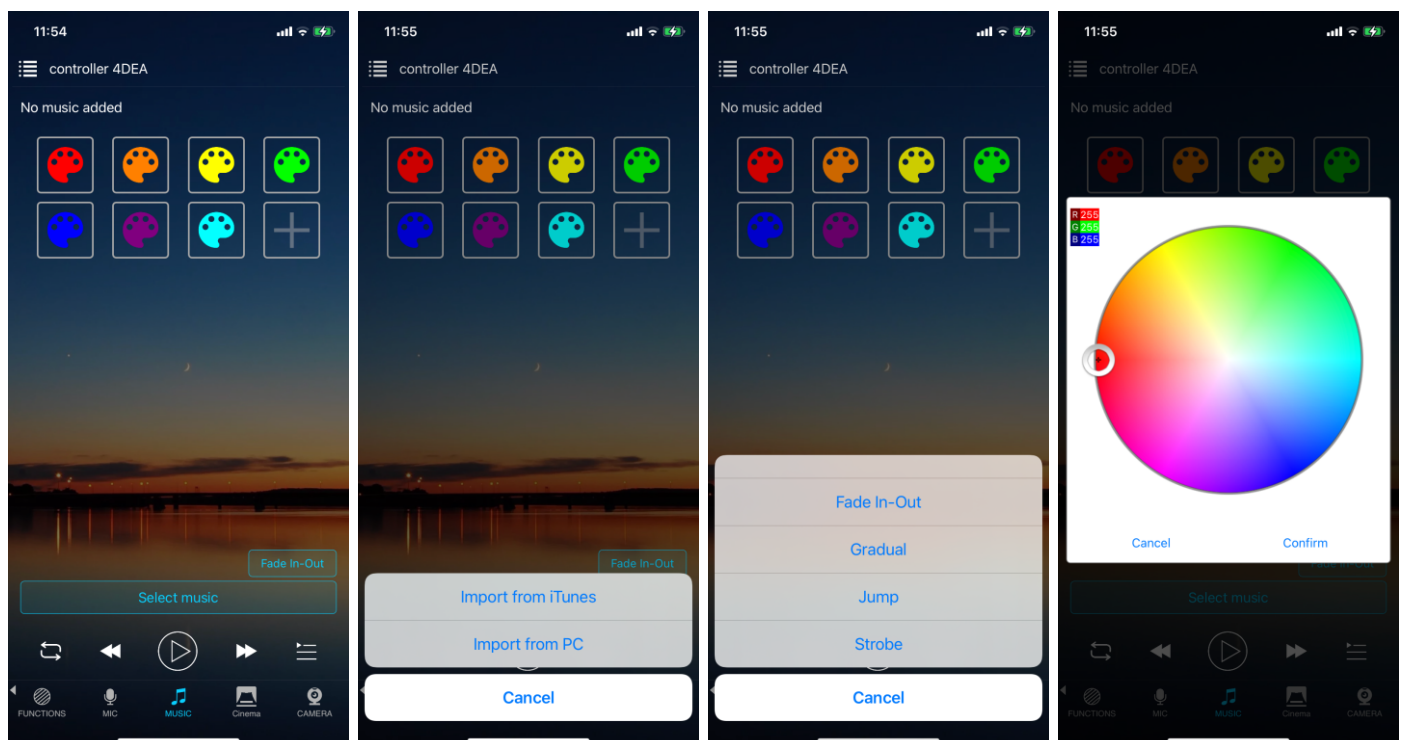 11:54
controller 4DEA
No music added
Fade In-Out
Select music
FUNCTIONS
MIC
MUSIC
Cinema
CAMERA
11:55
controller 4DEA
No music added
Fade In-Out
Import from iTunes
Import from PC
Cancel
11:55
controller 4DEA
No music added
Fade In-Out
Gradual
Jump
Strobe
Cancel
11:55
controller 4DEA
No music added
R 255
G 255
B 255
Cancel
Confirm
Fade In-Out
Select music
FUNCTIONS
MIC
MUSIC
Cinema
CAMERA